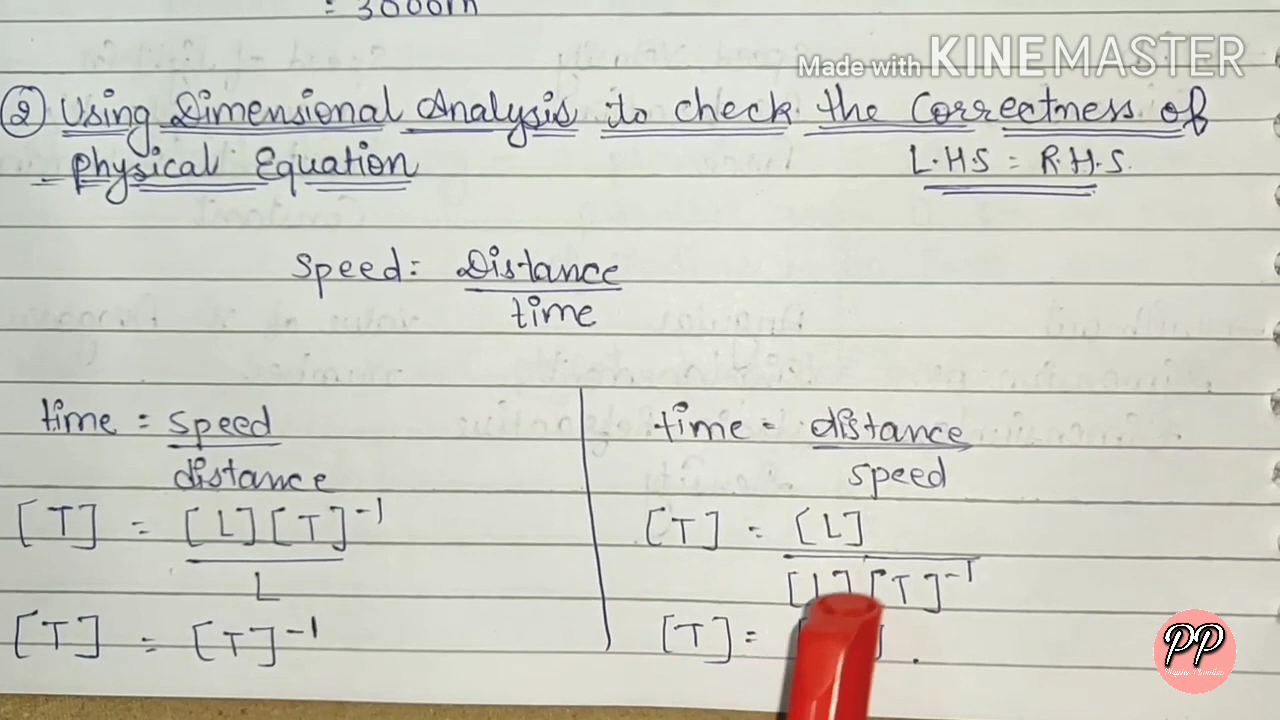 = 3000m
Made with KINEMASTER
② Using Dimensional Analysis to check the Correctness of
physical Equation
L.H.S = R.H.S.
Speed = Distance
time
time = speed
distance
[T] = [L][T]⁻¹
L
[T] = [T]⁻¹
time = distance
speed
[T] = [L]
[L][T]⁻¹
[T] =
PP